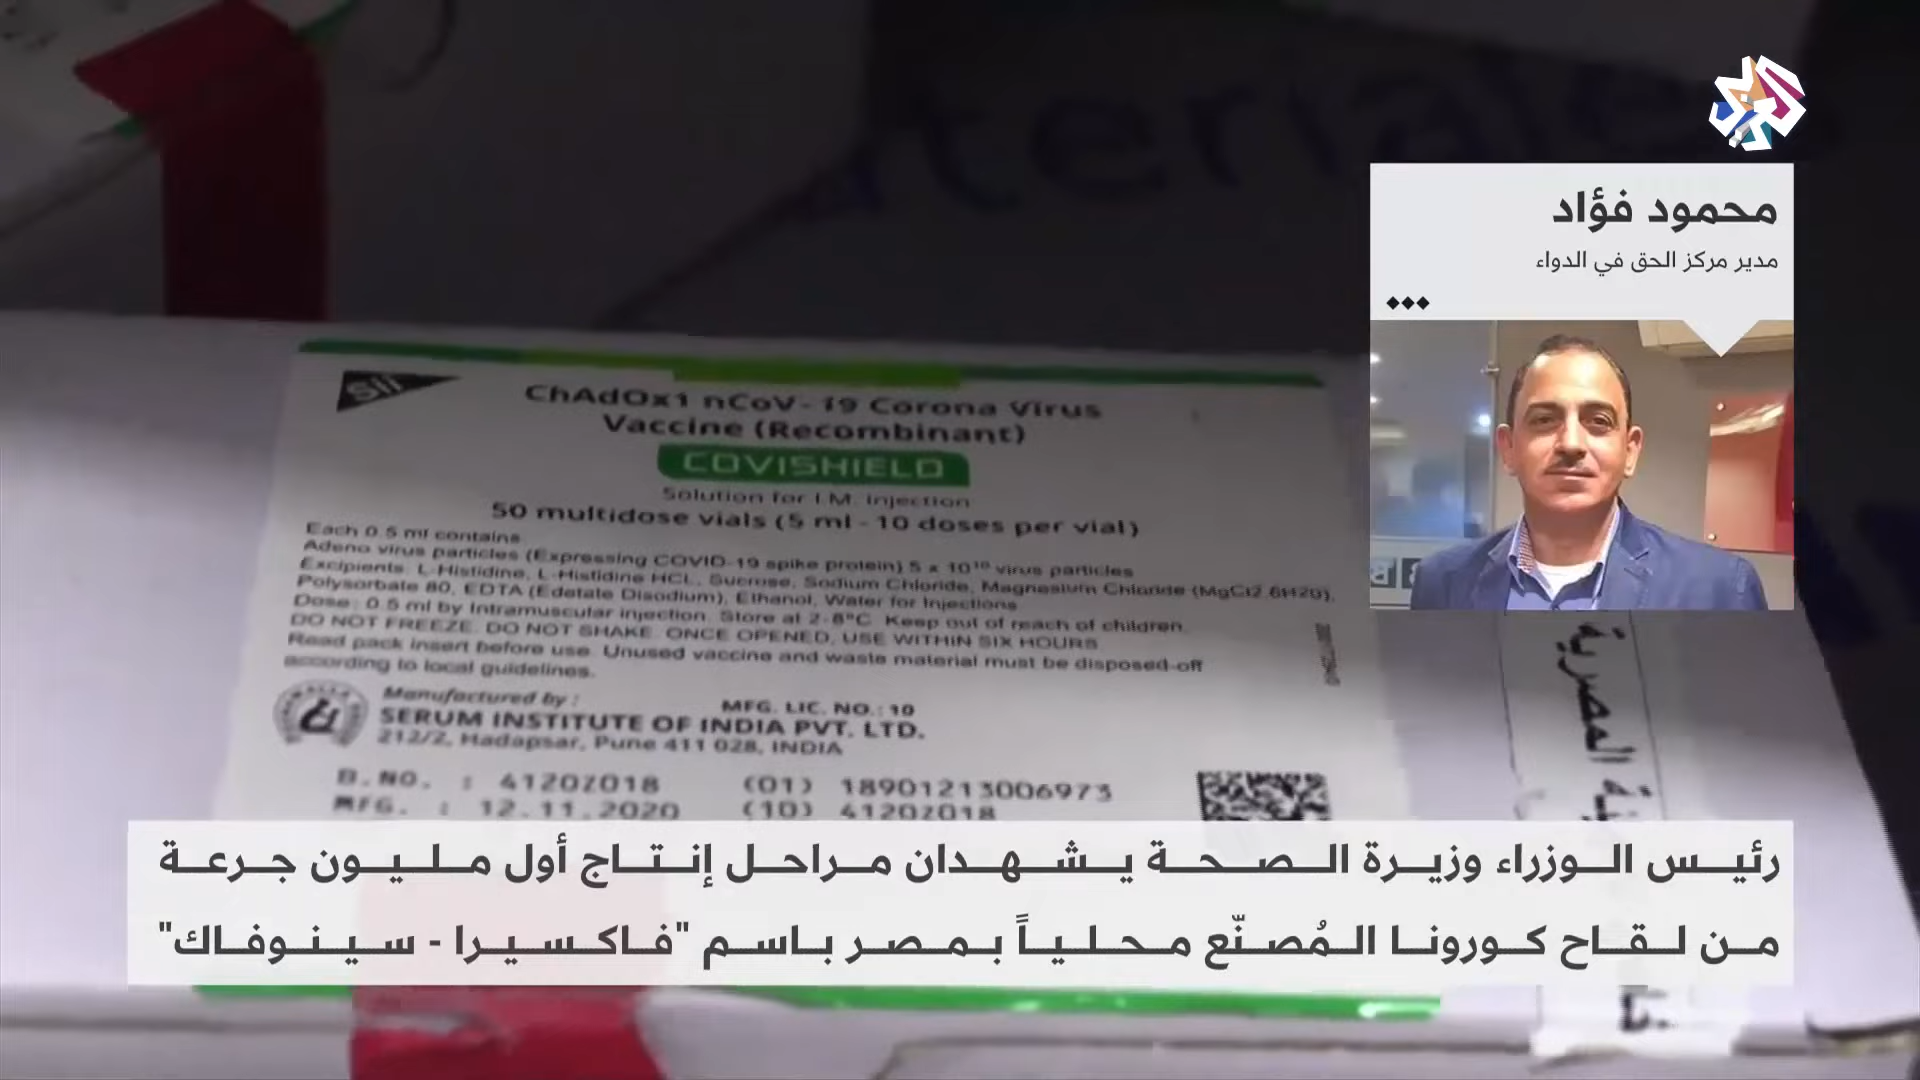 محمود فؤاد
مدير مركز الحق في الدواء
Sii
ChAdOx1 nCoV-19 Corona Virus
Vaccine (Recombinant)
COVISHIELD
Solution for I.M. Injection
50 multidose vials (5 ml - 10 doses per vial)
Each 0.5 ml contains
Adeno virus particles (Expressing COVID-19 spike protein) 5 x 10¹⁰ virus particles
Excipients: L-Histidine, L-Histidine HCL, Sucrose, Sodium Chloride, Magnesium Chloride (MgCl2.6H2O),
Polysorbate 80, EDTA (Edetate Disodium), Ethanol, Water for Injections
Dose: 0.5 ml by Intramuscular injection. Store at 2-8°C. Keep out of reach of children.
DO NOT FREEZE. DO NOT SHAKE. ONCE OPENED, USE WITHIN SIX HOURS
Read pack insert before use. Unused vaccine and waste material must be disposed-off
according to local guidelines.
Manufactured by :
MFG. LIC. NO.: 10
SERUM INSTITUTE OF INDIA PVT. LTD.
212/2, Hadapsar, Pune 411 028, INDIA
B.NO. : 4120Z018 (01) 18901213006973
MFG. : 12.11.2020 (10) 4120Z018
المصرية
رئيس الوزراء وزيرة الصحة يشهدان مراحل إنتاج أول مليون جرعة
من لقاح كورونا المُصنّع محلياً بمصر باسم "فاكسيرا - سينوفاك"